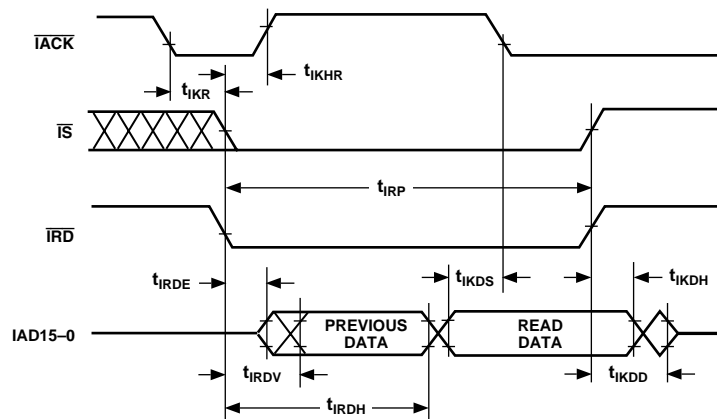 IACK
tIKR
tIKHR
IS
tIRP
IRD
tIRDE
tIKDS
tIKDH
IAD15–0
PREVIOUS
DATA
READ
DATA
tIRDV
tIKDD
tIRDH